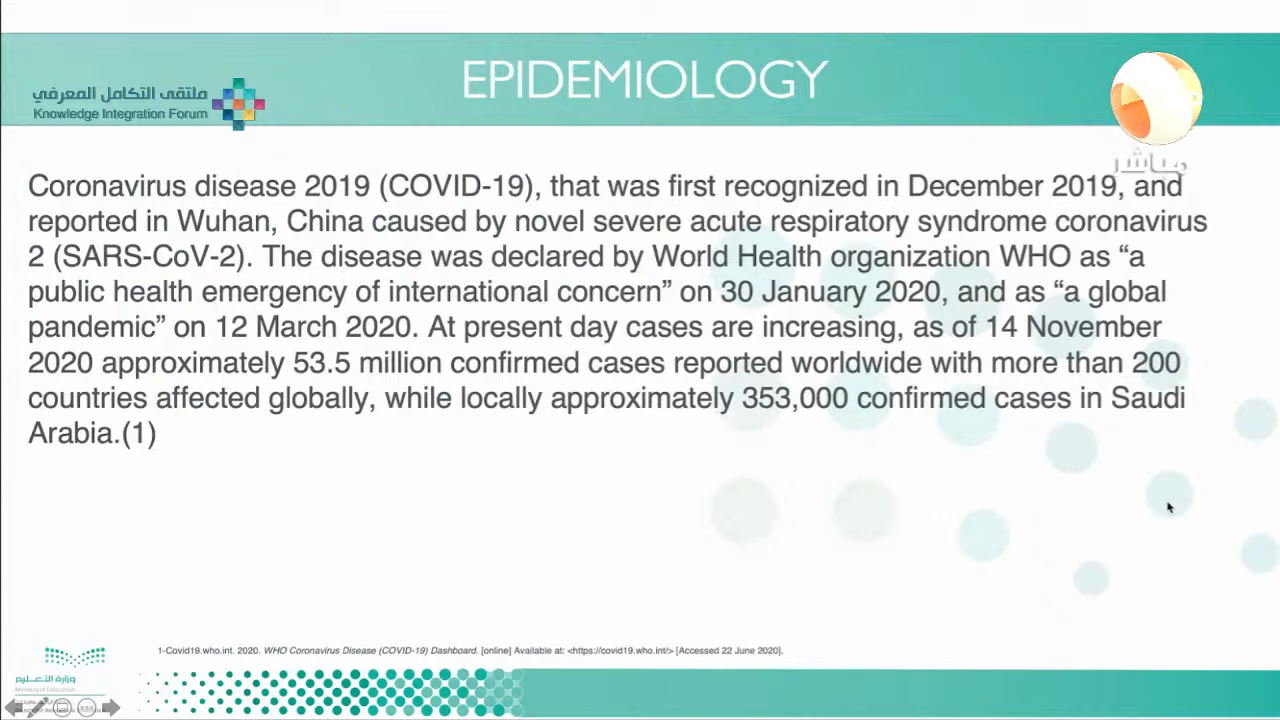 EPIDEMIOLOGY
ملتقى التكامل المعرفي
Knowledge Integration Forum
مباشر
Coronavirus disease 2019 (COVID-19), that was first recognized in December 2019, and
reported in Wuhan, China caused by novel severe acute respiratory syndrome coronavirus
2 (SARS-CoV-2). The disease was declared by World Health organization WHO as “a
public health emergency of international concern” on 30 January 2020, and as “a global
pandemic” on 12 March 2020. At present day cases are increasing, as of 14 November
2020 approximately 53.5 million confirmed cases reported worldwide with more than 200
countries affected globally, while locally approximately 353,000 confirmed cases in Saudi
Arabia.(1)
1-Covid19.who.int. 2020. WHO Coronavirus Disease (COVID-19) Dashboard. [online] Available at: <https://covid19.who.int/> [Accessed 22 June 2020].
وزارة التعـــليم
Ministry of Education